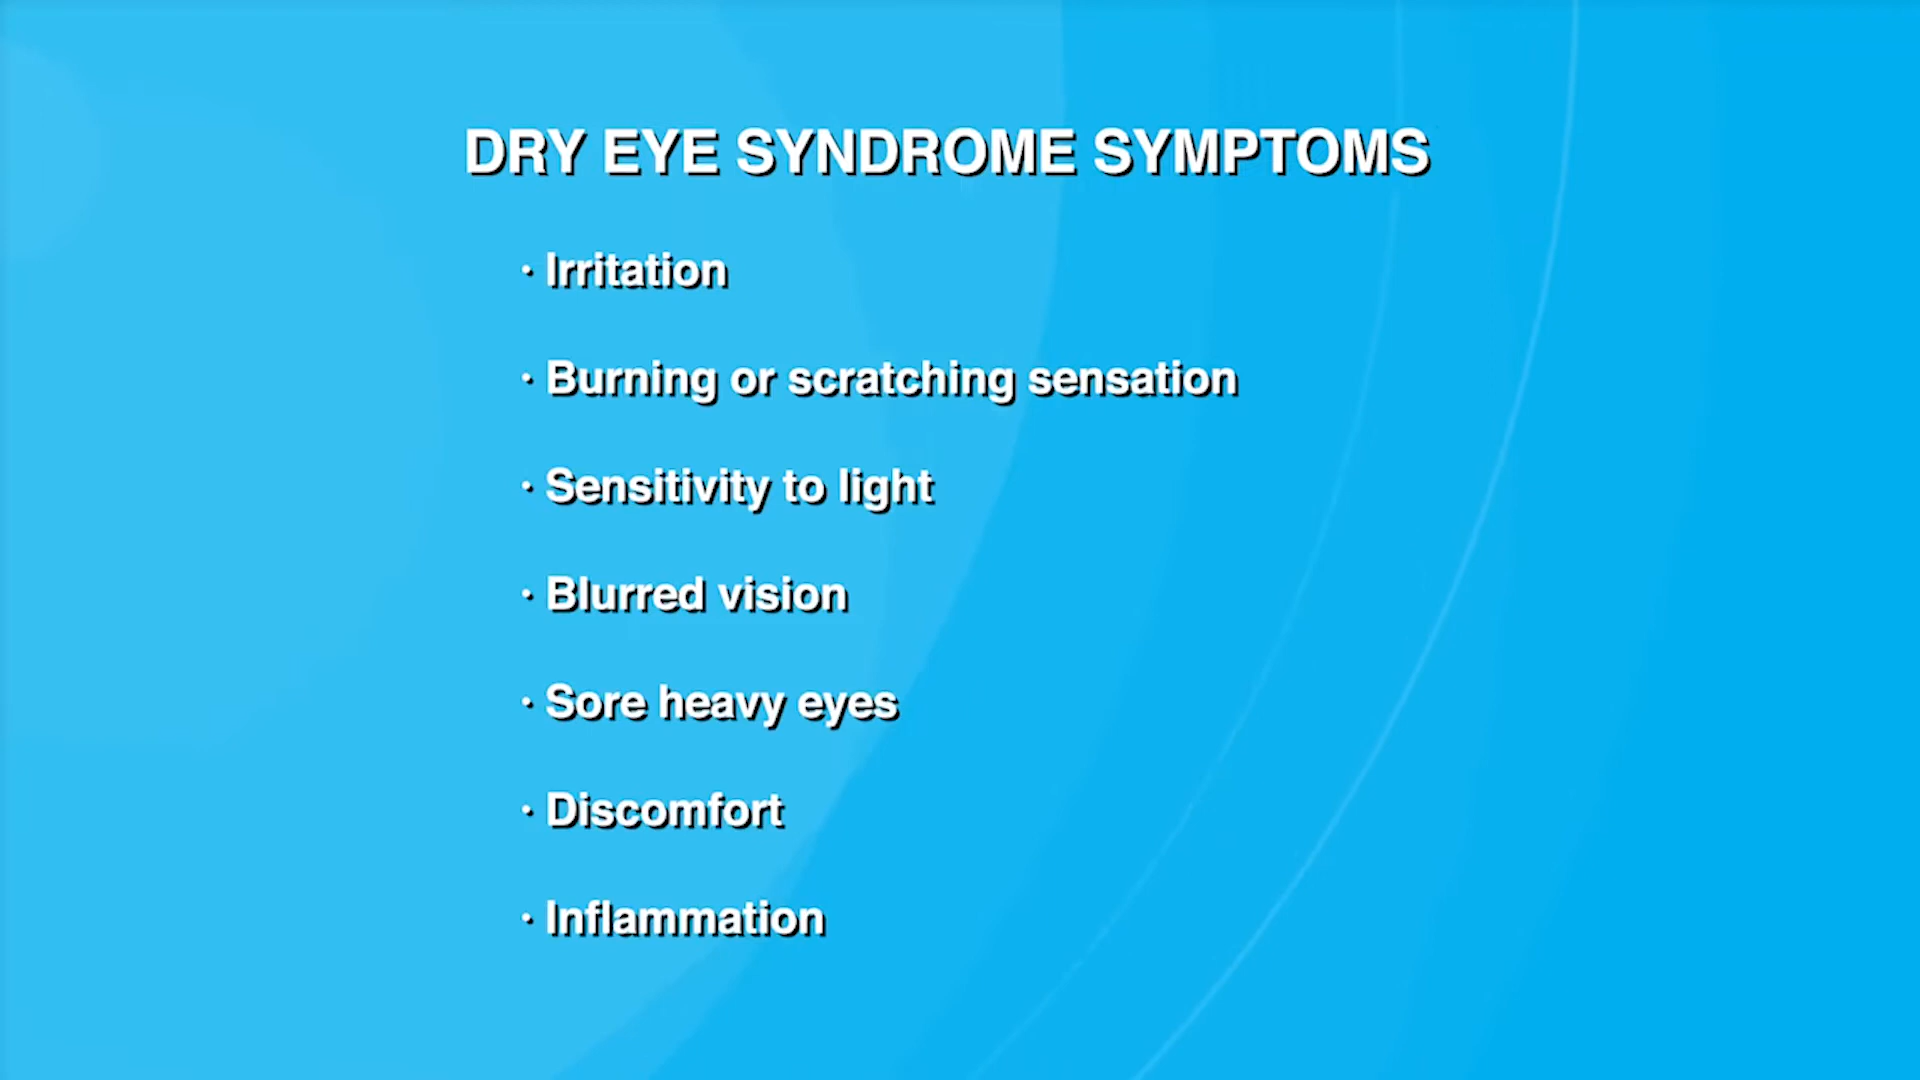 DRY EYE SYNDROME SYMPTOMS
· Irritation
· Burning or scratching sensation
· Sensitivity to light
· Blurred vision
· Sore heavy eyes
· Discomfort
· Inflammation